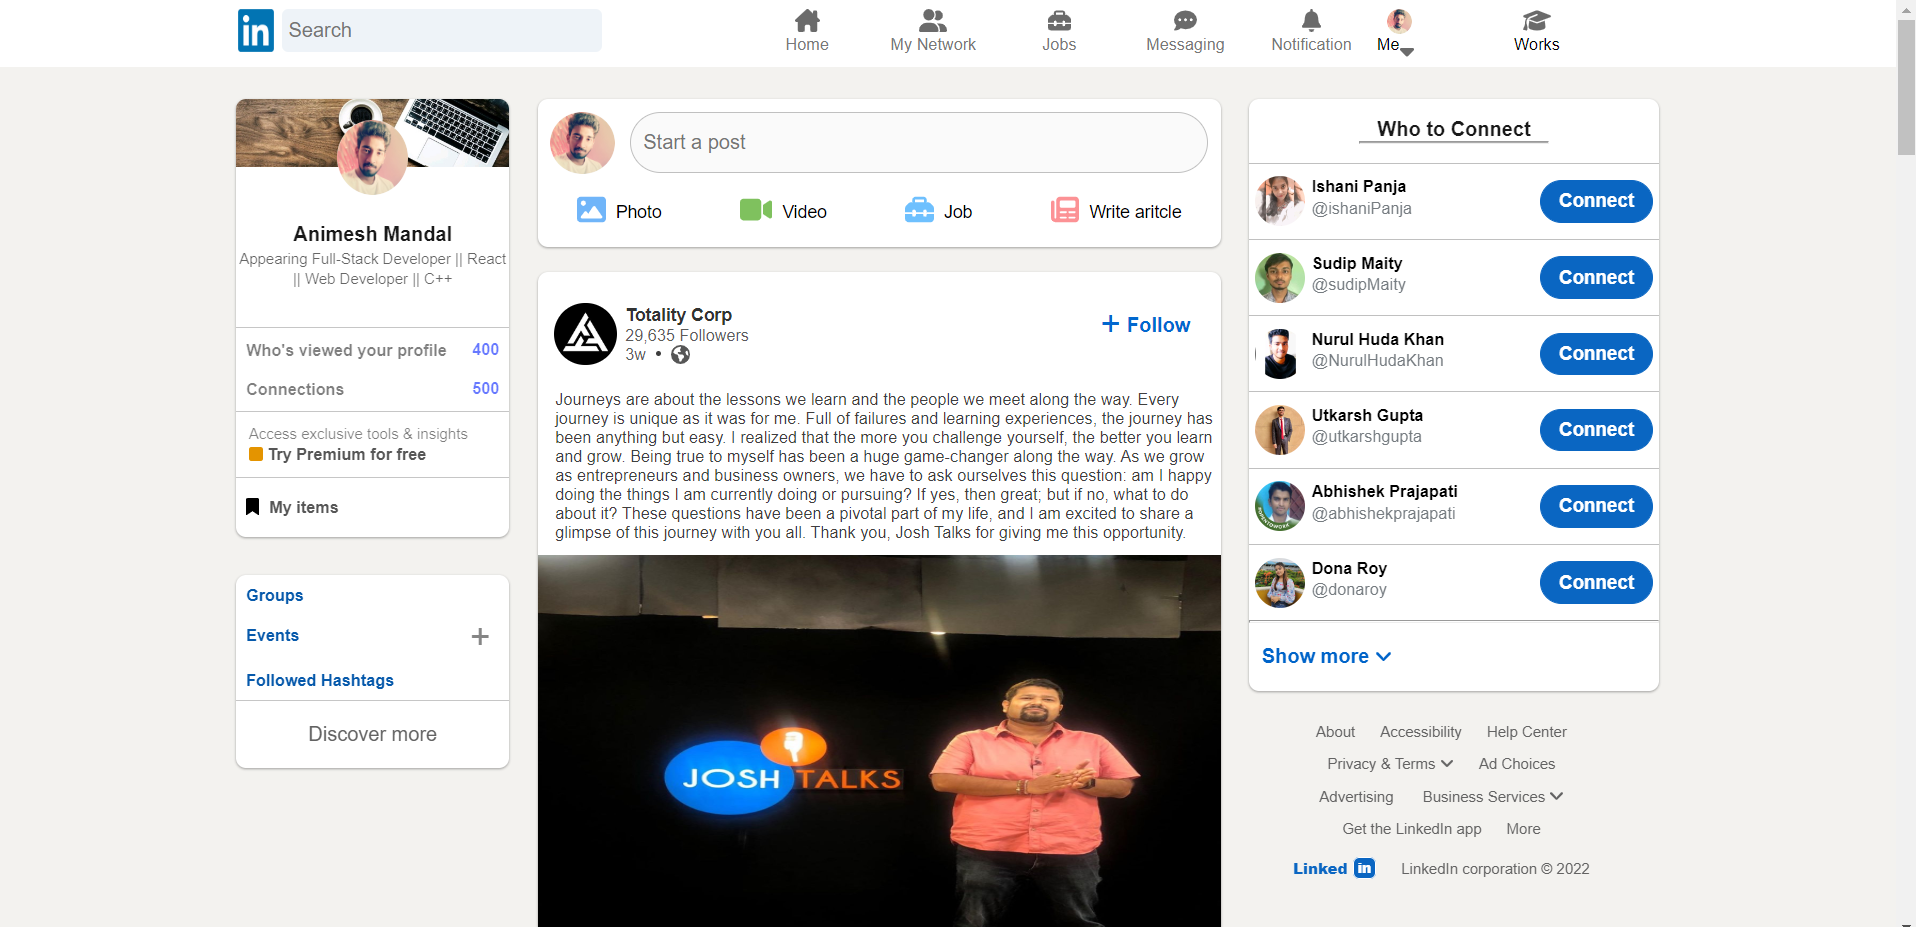 in
Search
Home
My Network
Jobs
Messaging
Notification
Me
Works
Animesh Mandal
Appearing Full-Stack Developer || React
|| Web Developer || C++
Who's viewed your profile 400
Connections 500
Access exclusive tools & insights
Try Premium for free
My items
Groups
Events
Followed Hashtags
Discover more
Start a post
Photo
Video
Job
Write aritcle
Totality Corp
29,635 Followers
3w •
+ Follow
Journeys are about the lessons we learn and the people we meet along the way. Every
journey is unique as it was for me. Full of failures and learning experiences, the journey has
been anything but easy. I realized that the more you challenge yourself, the better you learn
and grow. Being true to myself has been a huge game-changer along the way. As we grow
as entrepreneurs and business owners, we have to ask ourselves this question: am I happy
doing the things I am currently doing or pursuing? If yes, then great; but if no, what to do
about it? These questions have been a pivotal part of my life, and I am excited to share a
glimpse of this journey with you all. Thank you, Josh Talks for giving me this opportunity.
JOSH TALKS
Who to Connect
Ishani Panja
@ishaniPanja
Connect
Sudip Maity
@sudipMaity
Connect
Nurul Huda Khan
@NurulHudaKhan
Connect
Utkarsh Gupta
@utkarshgupta
Connect
Abhishek Prajapati
@abhishekprajapati
Connect
Dona Roy
@donaroy
Connect
Show more
About Accessibility Help Center
Privacy & Terms Ad Choices
Advertising Business Services
Get the LinkedIn app More
Linked in LinkedIn corporation © 2022